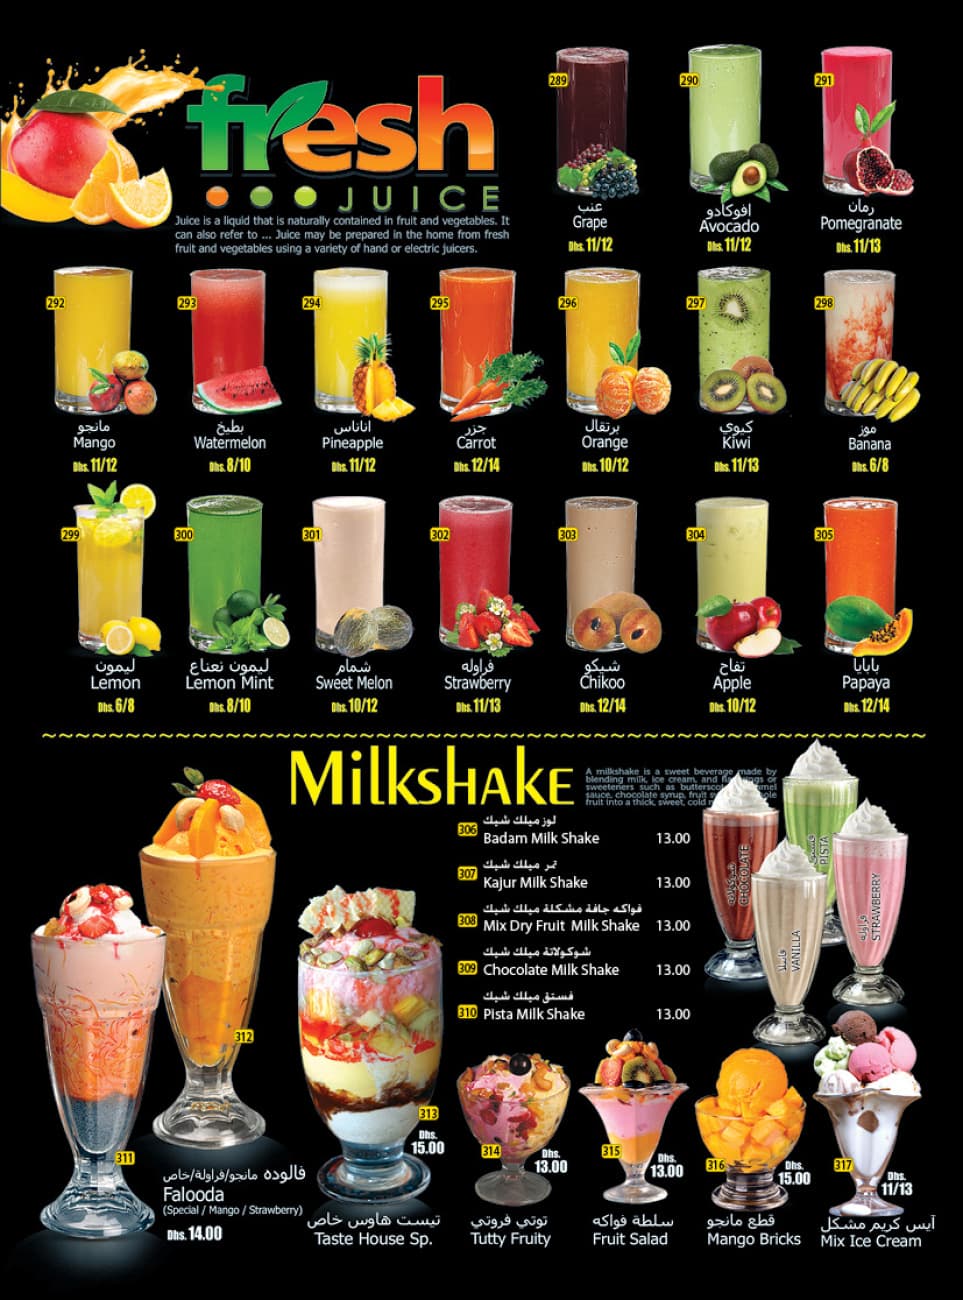 fresh
JUICE
Juice is a liquid that is naturally contained in fruit and vegetables. It
can also refer to ... Juice may be prepared in the home from fresh
fruit and vegetables using a variety of hand or electric juicers.
289
عنب
Grape
Dhs. 11/12
290
افوكادو
Avocado
Dhs. 11/12
291
رمان
Pomegranate
Dhs. 11/13
292
مانجو
Mango
Dhs. 11/12
293
بطيخ
Watermelon
Dhs. 8/10
294
اناناس
Pineapple
Dhs. 11/12
295
جزر
Carrot
Dhs. 12/14
296
برتقال
Orange
Dhs. 10/12
297
كيوي
Kiwi
Dhs. 11/13
298
موز
Banana
Dhs. 6/8
299
ليمون
Lemon
Dhs. 6/8
300
ليمون نعناع
Lemon Mint
Dhs. 8/10
301
شمام
Sweet Melon
Dhs. 10/12
302
فراوله
Strawberry
Dhs. 11/13
303
شيكو
Chikoo
Dhs. 12/14
304
تفاح
Apple
Dhs. 10/12
305
بابايا
Papaya
Dhs. 12/14
MILKSHAKE
A milkshake is a sweet beverage made by
blending milk, ice cream, and
sweeteners such as
sauce, chocolate syrup, fruit
fruit into a thick, sweet, cold
306
لوز ميلك شيك
Badam Milk Shake 13.00
307
تمر ميلك شيك
Kajur Milk Shake 13.00
308
فواكه جافة مشكلة ميلك شيك
Mix Dry Fruit Milk Shake 13.00
309
شوكولاتة ميلك شيك
Chocolate Milk Shake 13.00
310
فستق ميلك شيك
Pista Milk Shake 13.00
CHOCOLATE
فستق
PISTA
فانيلا
VANILLA
فراوله
STRAWBERRY
311
312
فالوده مانجو/فراولة/خاص
Falooda
(Special / Mango / Strawberry)
Dhs. 14.00
313
Dhs.
15.00
تيست هاوس خاص
Taste House Sp.
314
Dhs.
13.00
توتي فروتي
Tutty Fruity
315
Dhs.
13.00
سلطة فواكه
Fruit Salad
316
Dhs.
15.00
قطع مانجو
Mango Bricks
317
Dhs.
11/13
آيس كريم مشكل
Mix Ice Cream